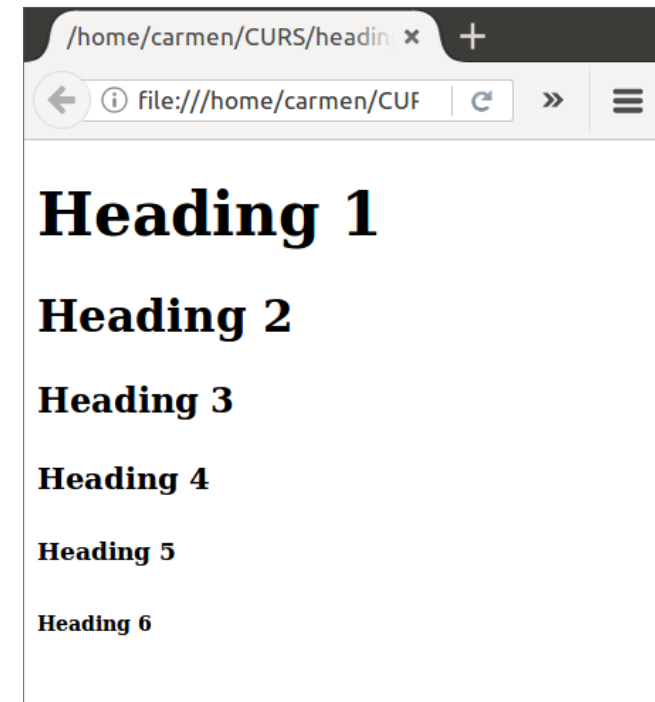 /home/carmen/CURS/headin
file:///home/carmen/CUF
Heading 1
Heading 2
Heading 3
Heading 4
Heading 5
Heading 6